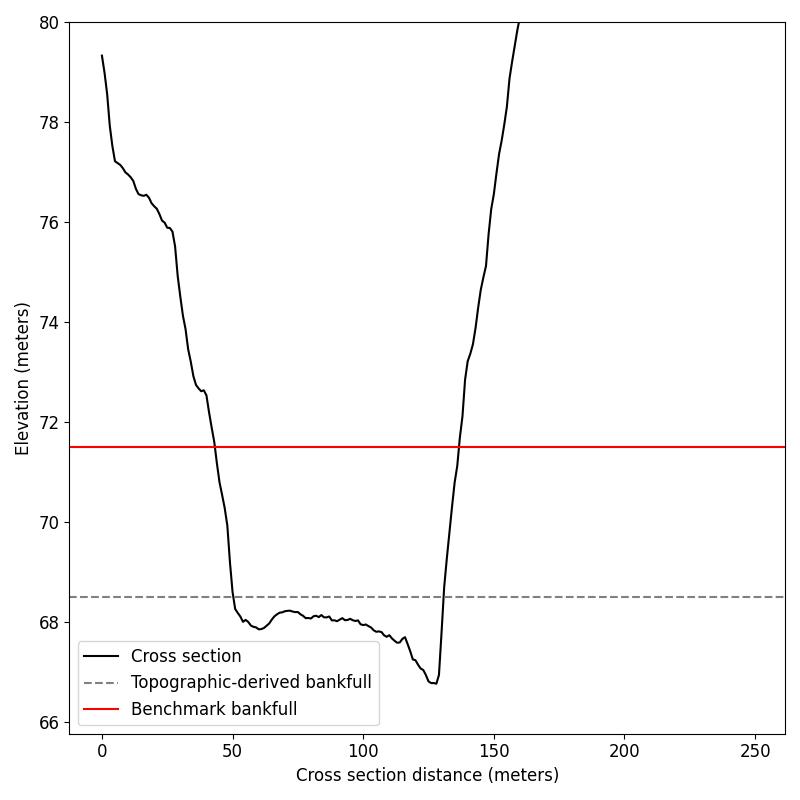 80
78
76
74
72
70
68
66
Elevation (meters)
Cross section
Topographic-derived bankfull
Benchmark bankfull
0 50 100 150 200 250
Cross section distance (meters)